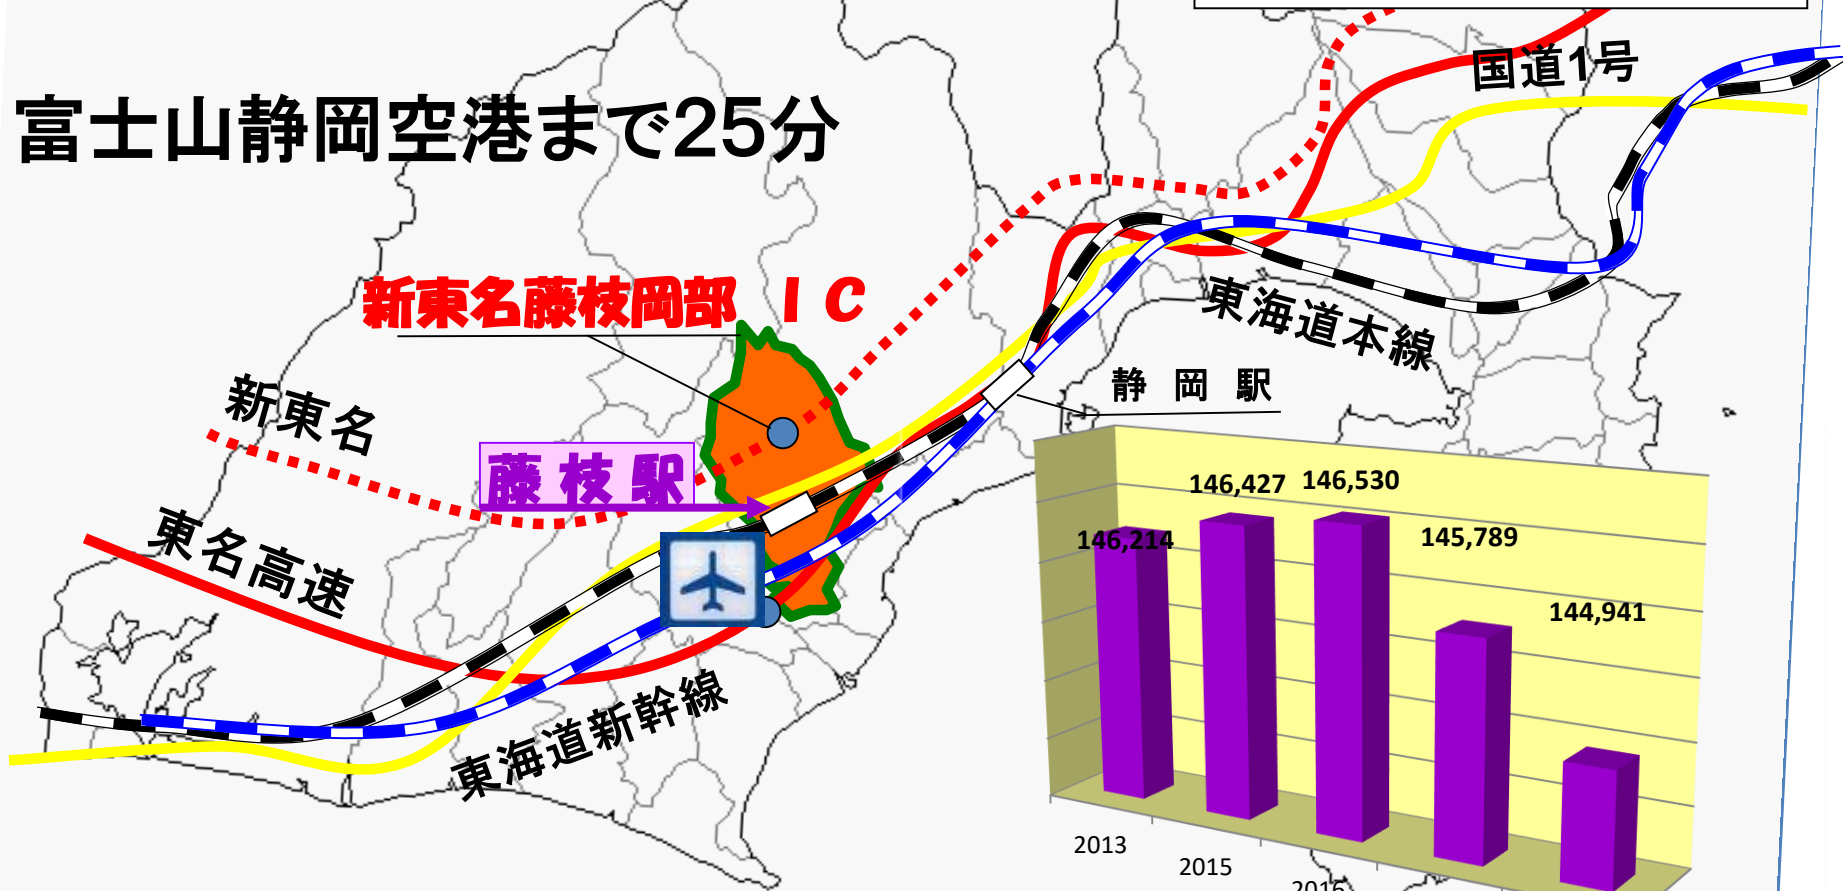 国道1号
富士山静岡空港まで25分
新東名藤枝岡部 IC
東海道本線
静岡駅
新東名
藤枝駅
東名高速
東海道新幹線
146,214
146,427
146,530
145,789
144,941
2013
2015
2016